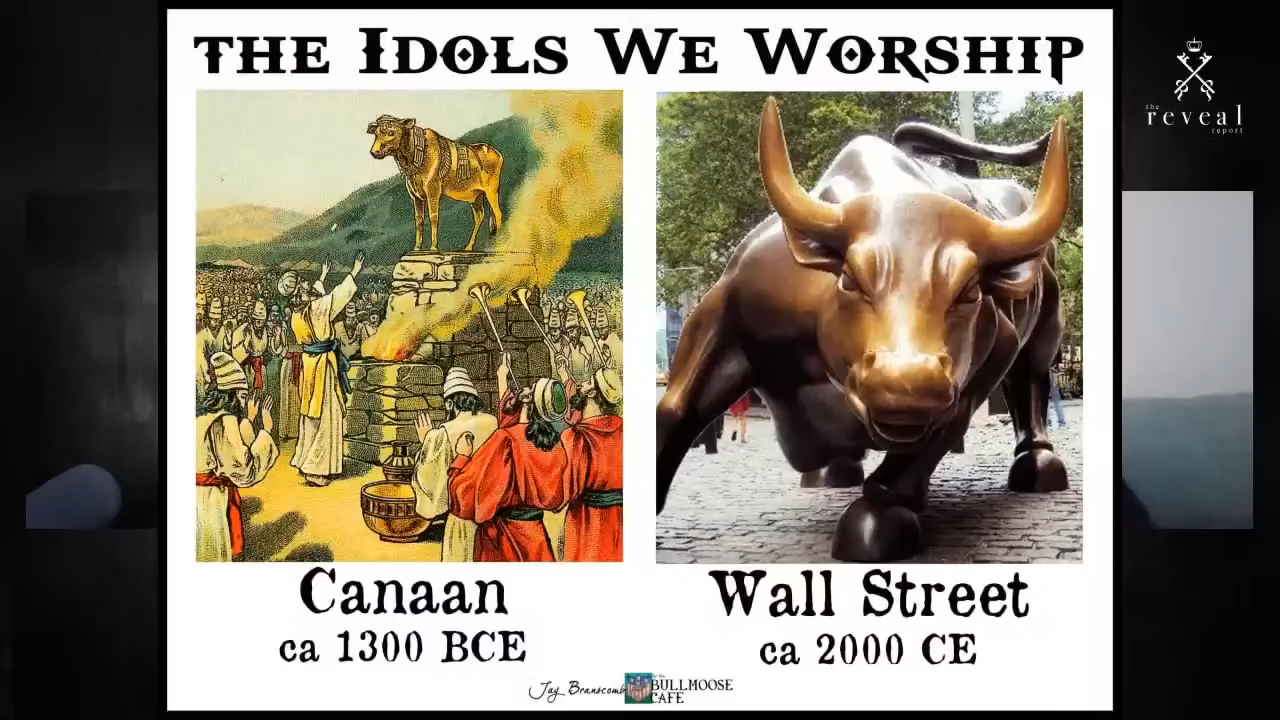 THE IDOLS WE WORSHIP
the
reveal
report
Canaan
ca 1300 BCE
Wall Street
ca 2000 CE
Jay Branscomb
BULLMOOSE
CAFE